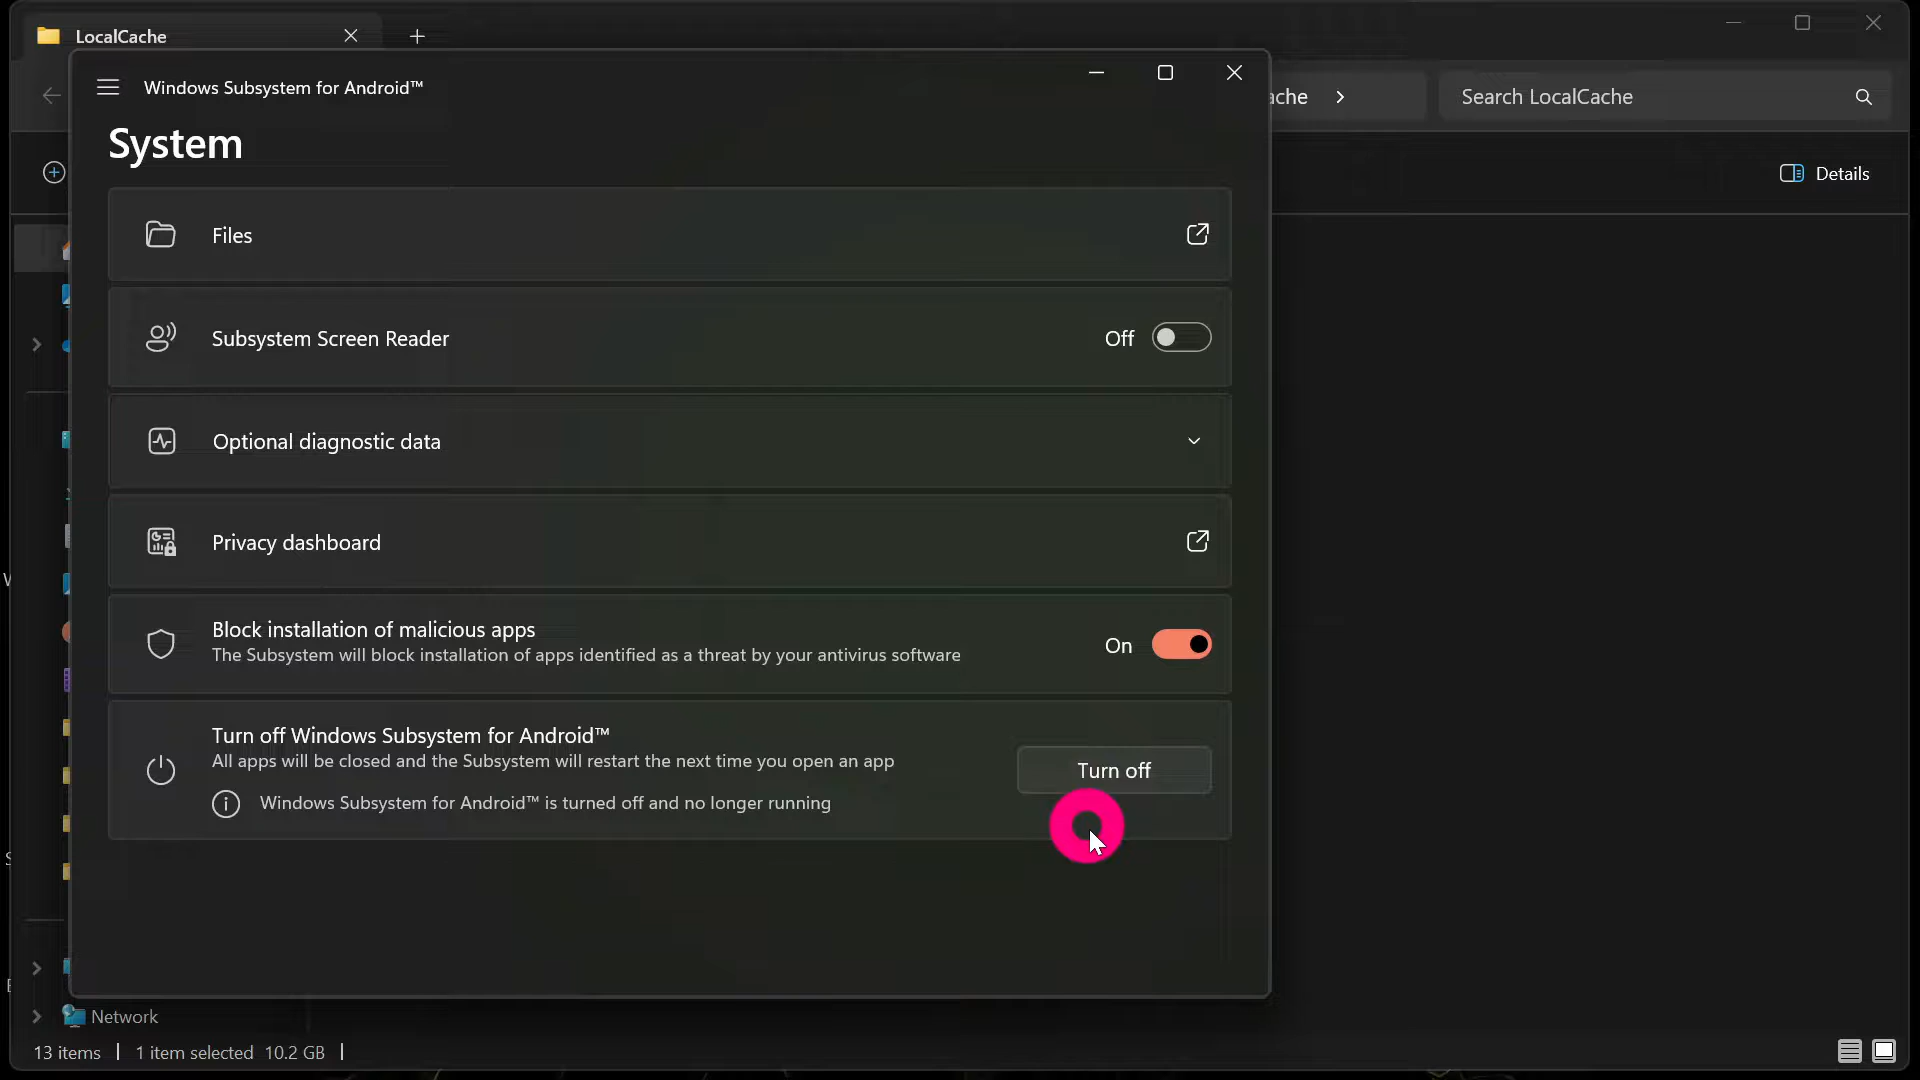 LocalCache
Windows Subsystem for Android™
ache
Search LocalCache
System
Details
Files
Subsystem Screen Reader
Off
Optional diagnostic data
Privacy dashboard
Block installation of malicious apps
On
The Subsystem will block installation of apps identified as a threat by your antivirus software
Turn off Windows Subsystem for Android™
All apps will be closed and the Subsystem will restart the next time you open an app
Turn off
Windows Subsystem for Android™ is turned off and no longer running
Network
13 items
1 item selected 10.2 GB